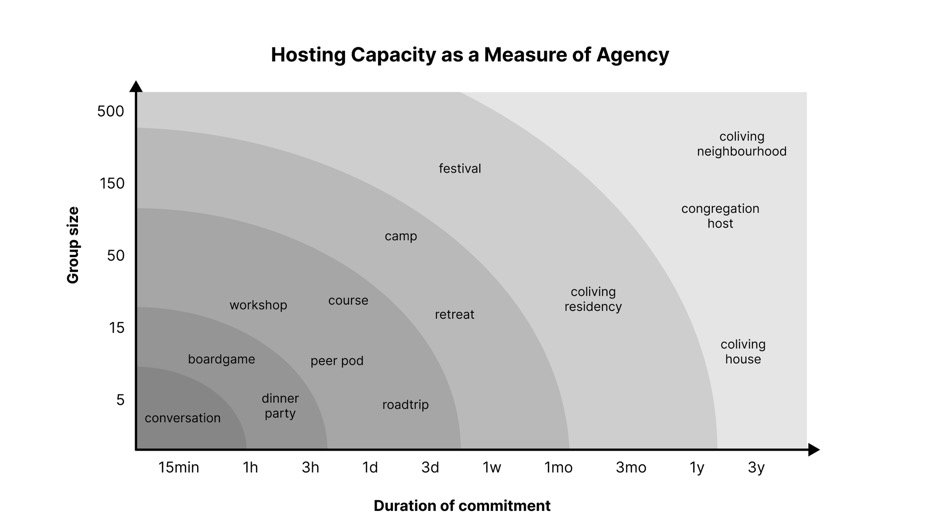 Hosting Capacity as a Measure of Agency
500
150
50
15
5
Group size
coliving
neighbourhood
festival
congregation
host
camp
coliving
residency
workshop
course
retreat
coliving
house
boardgame
peer pod
dinner
party
roadtrip
conversation
15min
1h
3h
1d
3d
1w
1mo
3mo
1y
3y
Duration of commitment